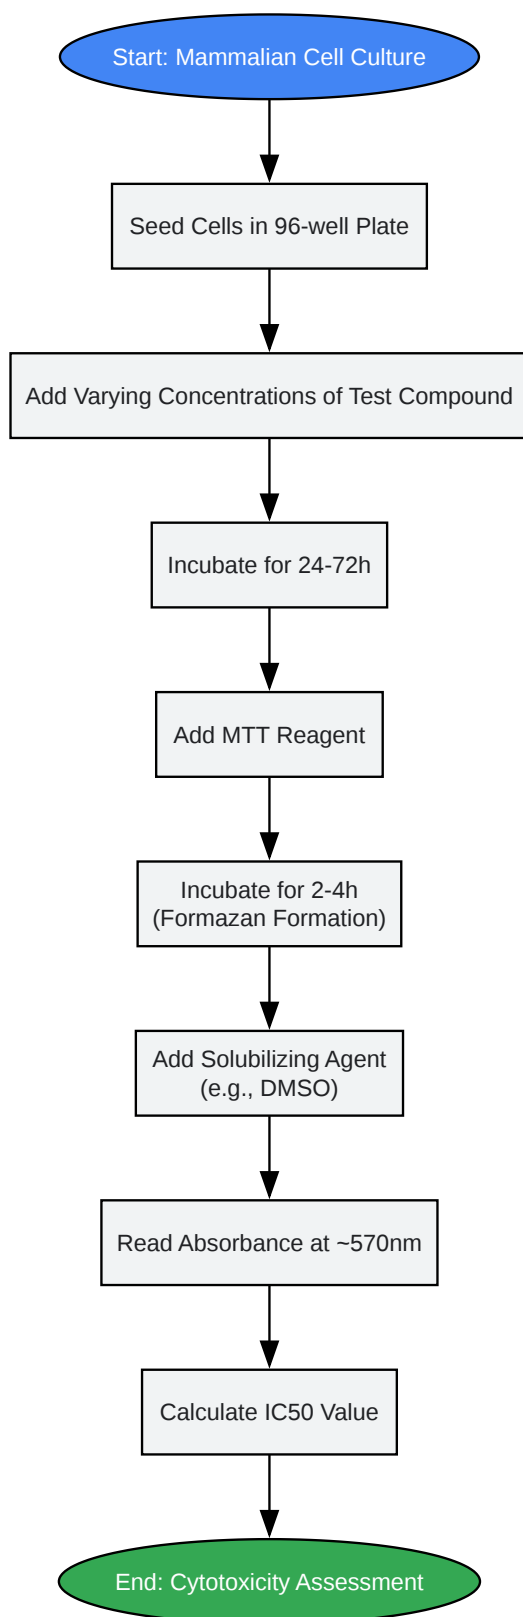 Start: Mammalian Cell Culture
Seed Cells in 96-well Plate
Add Varying Concentrations of Test Compound
Incubate for 24-72h
Add MTT Reagent
Incubate for 2-4h
(Formazan Formation)
Add Solubilizing Agent
(e.g., DMSO)
Read Absorbance at ~570nm
Calculate IC50 Value
End: Cytotoxicity Assessment